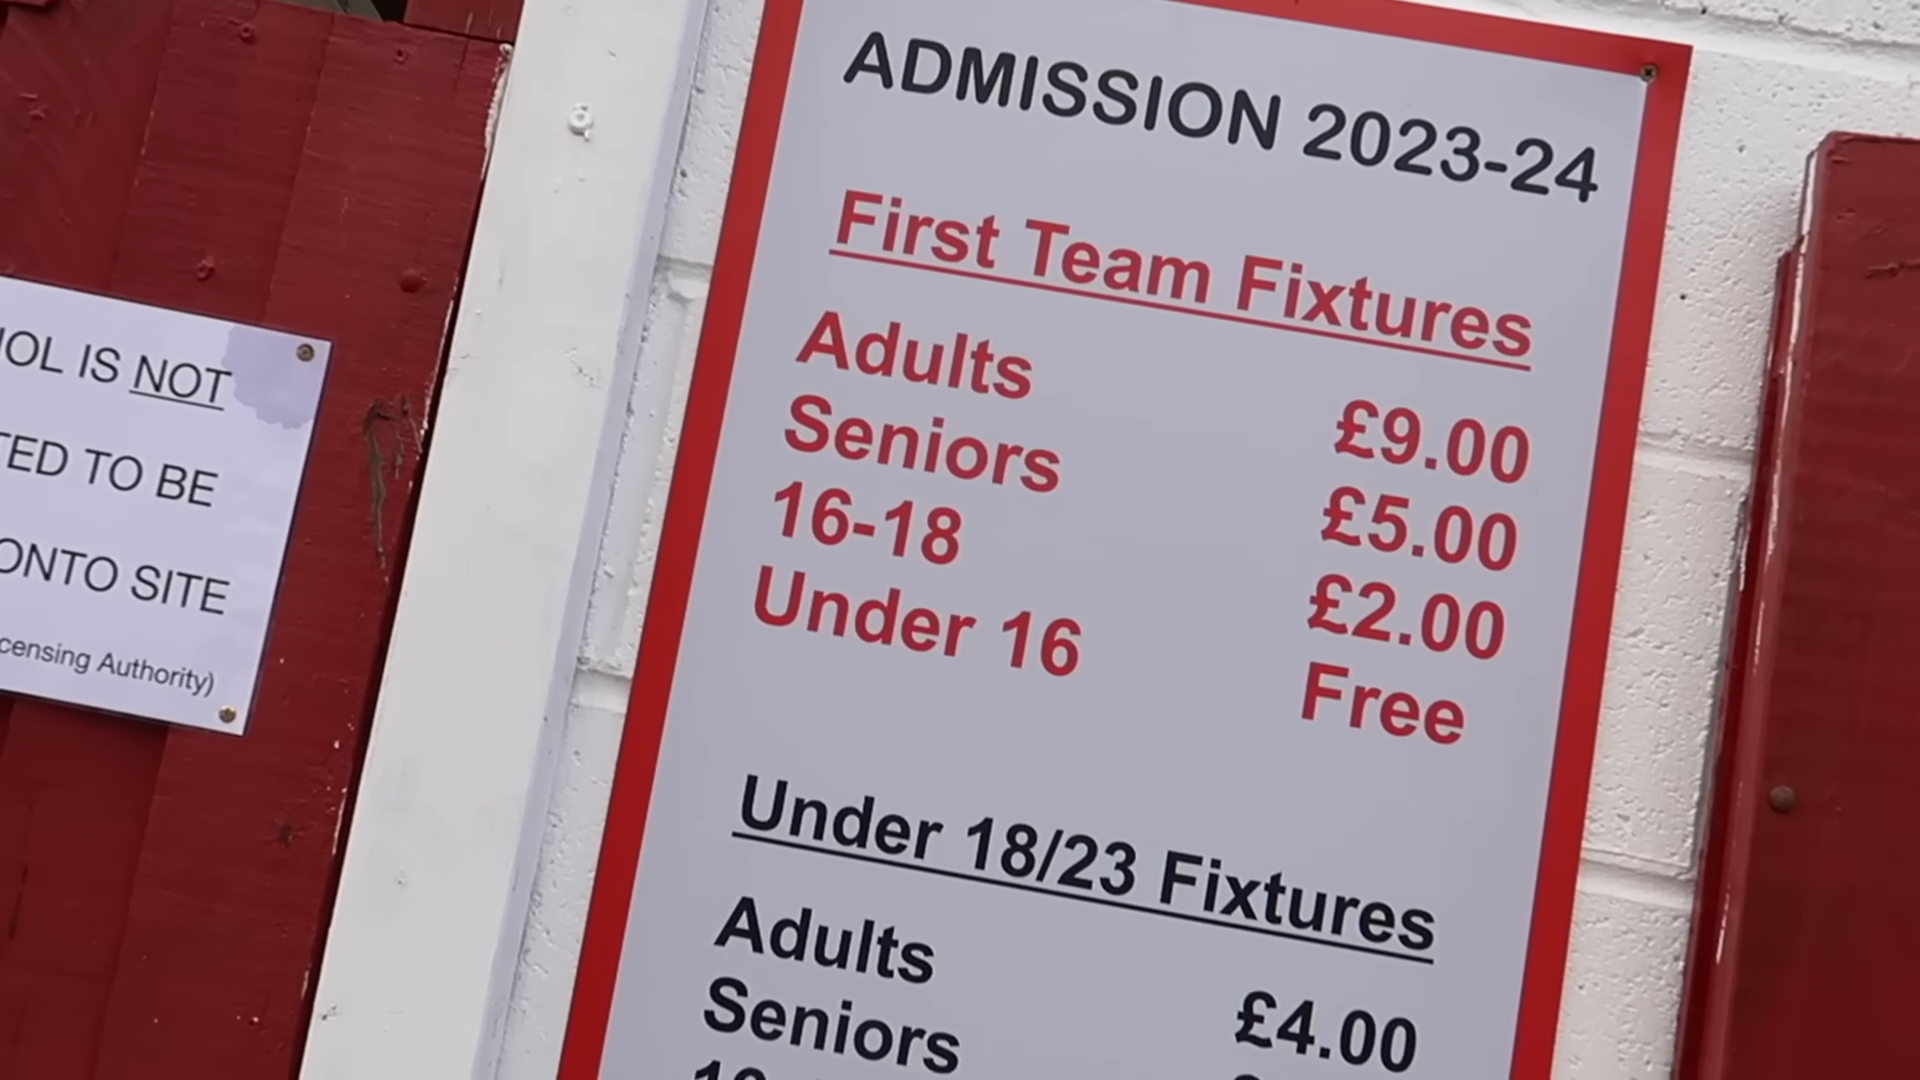 OL IS NOT
TED TO BE
ONTO SITE
censing Authority)
ADMISSION 2023-24
First Team Fixtures
Adults £9.00
Seniors £5.00
16-18 £2.00
Under 16 Free
Under 18/23 Fixtures
Adults £4.00
Seniors